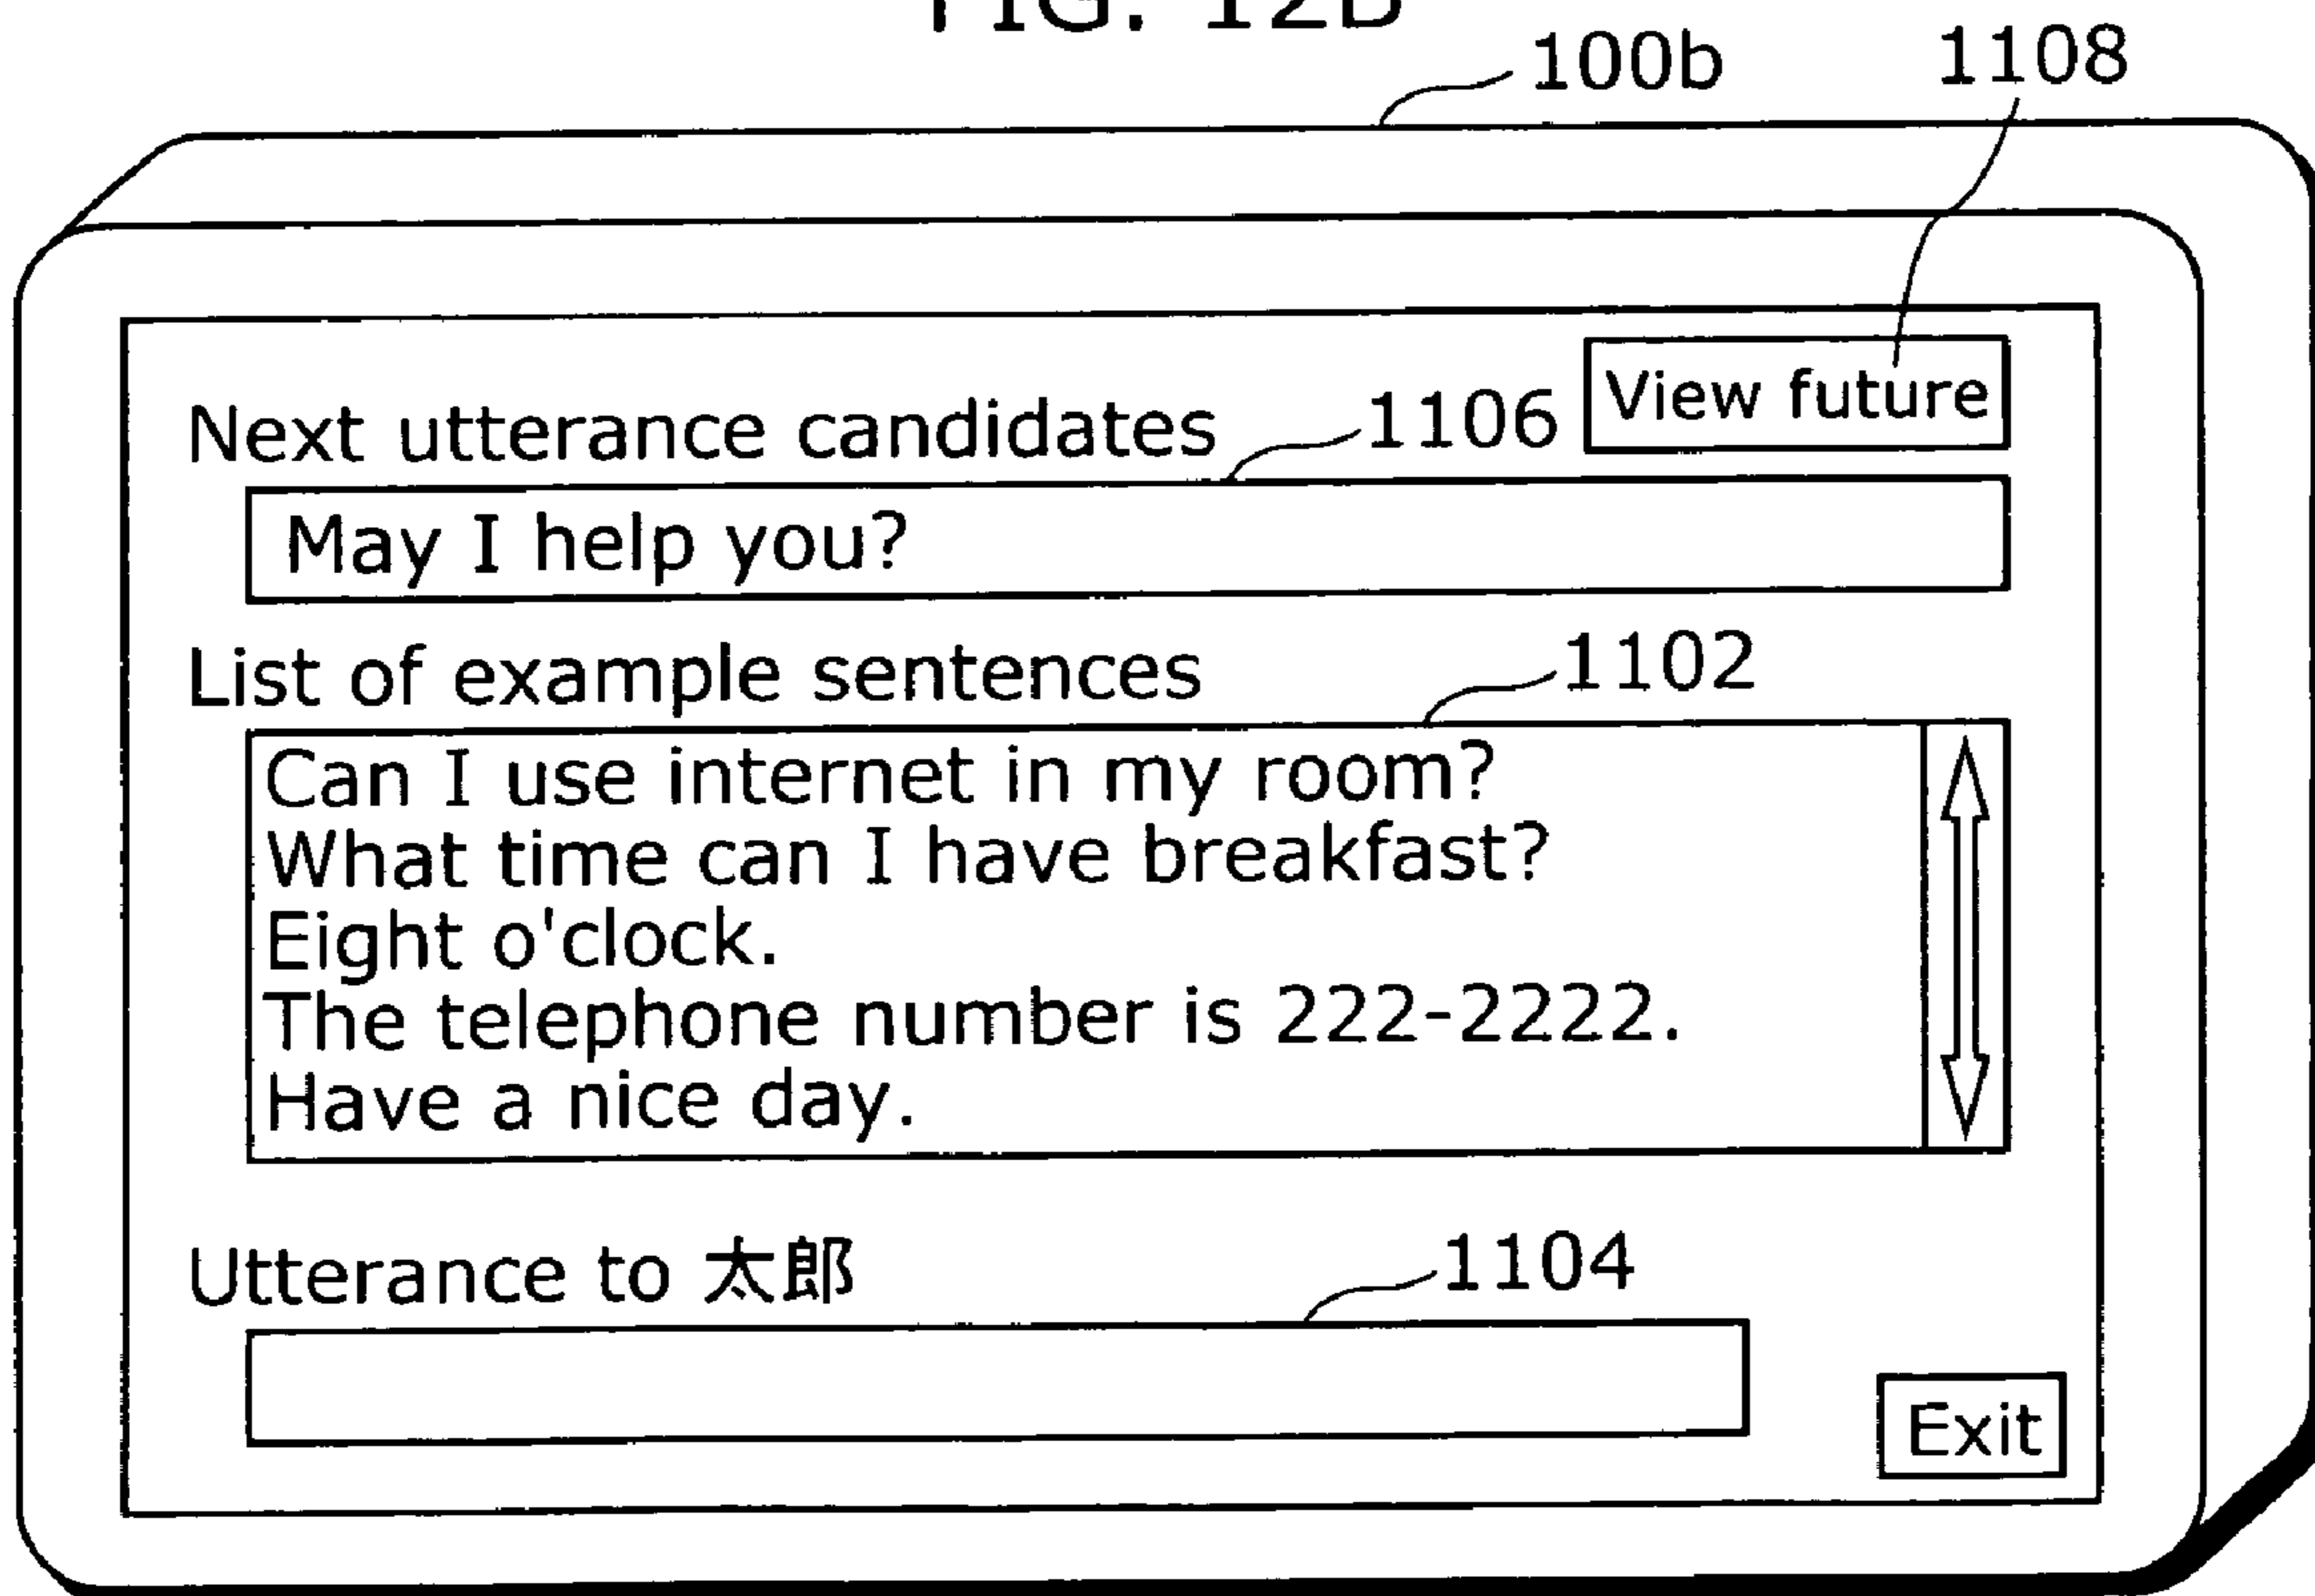 FIG. 12B
100b
1108
View future
Next utterance candidates
1106
May I help you?
List of example sentences
1102
Can I use internet in my room?
What time can I have breakfast?
Eight o'clock.
The telephone number is 222-2222.
Have a nice day.
Utterance to 太郎
1104
Exit